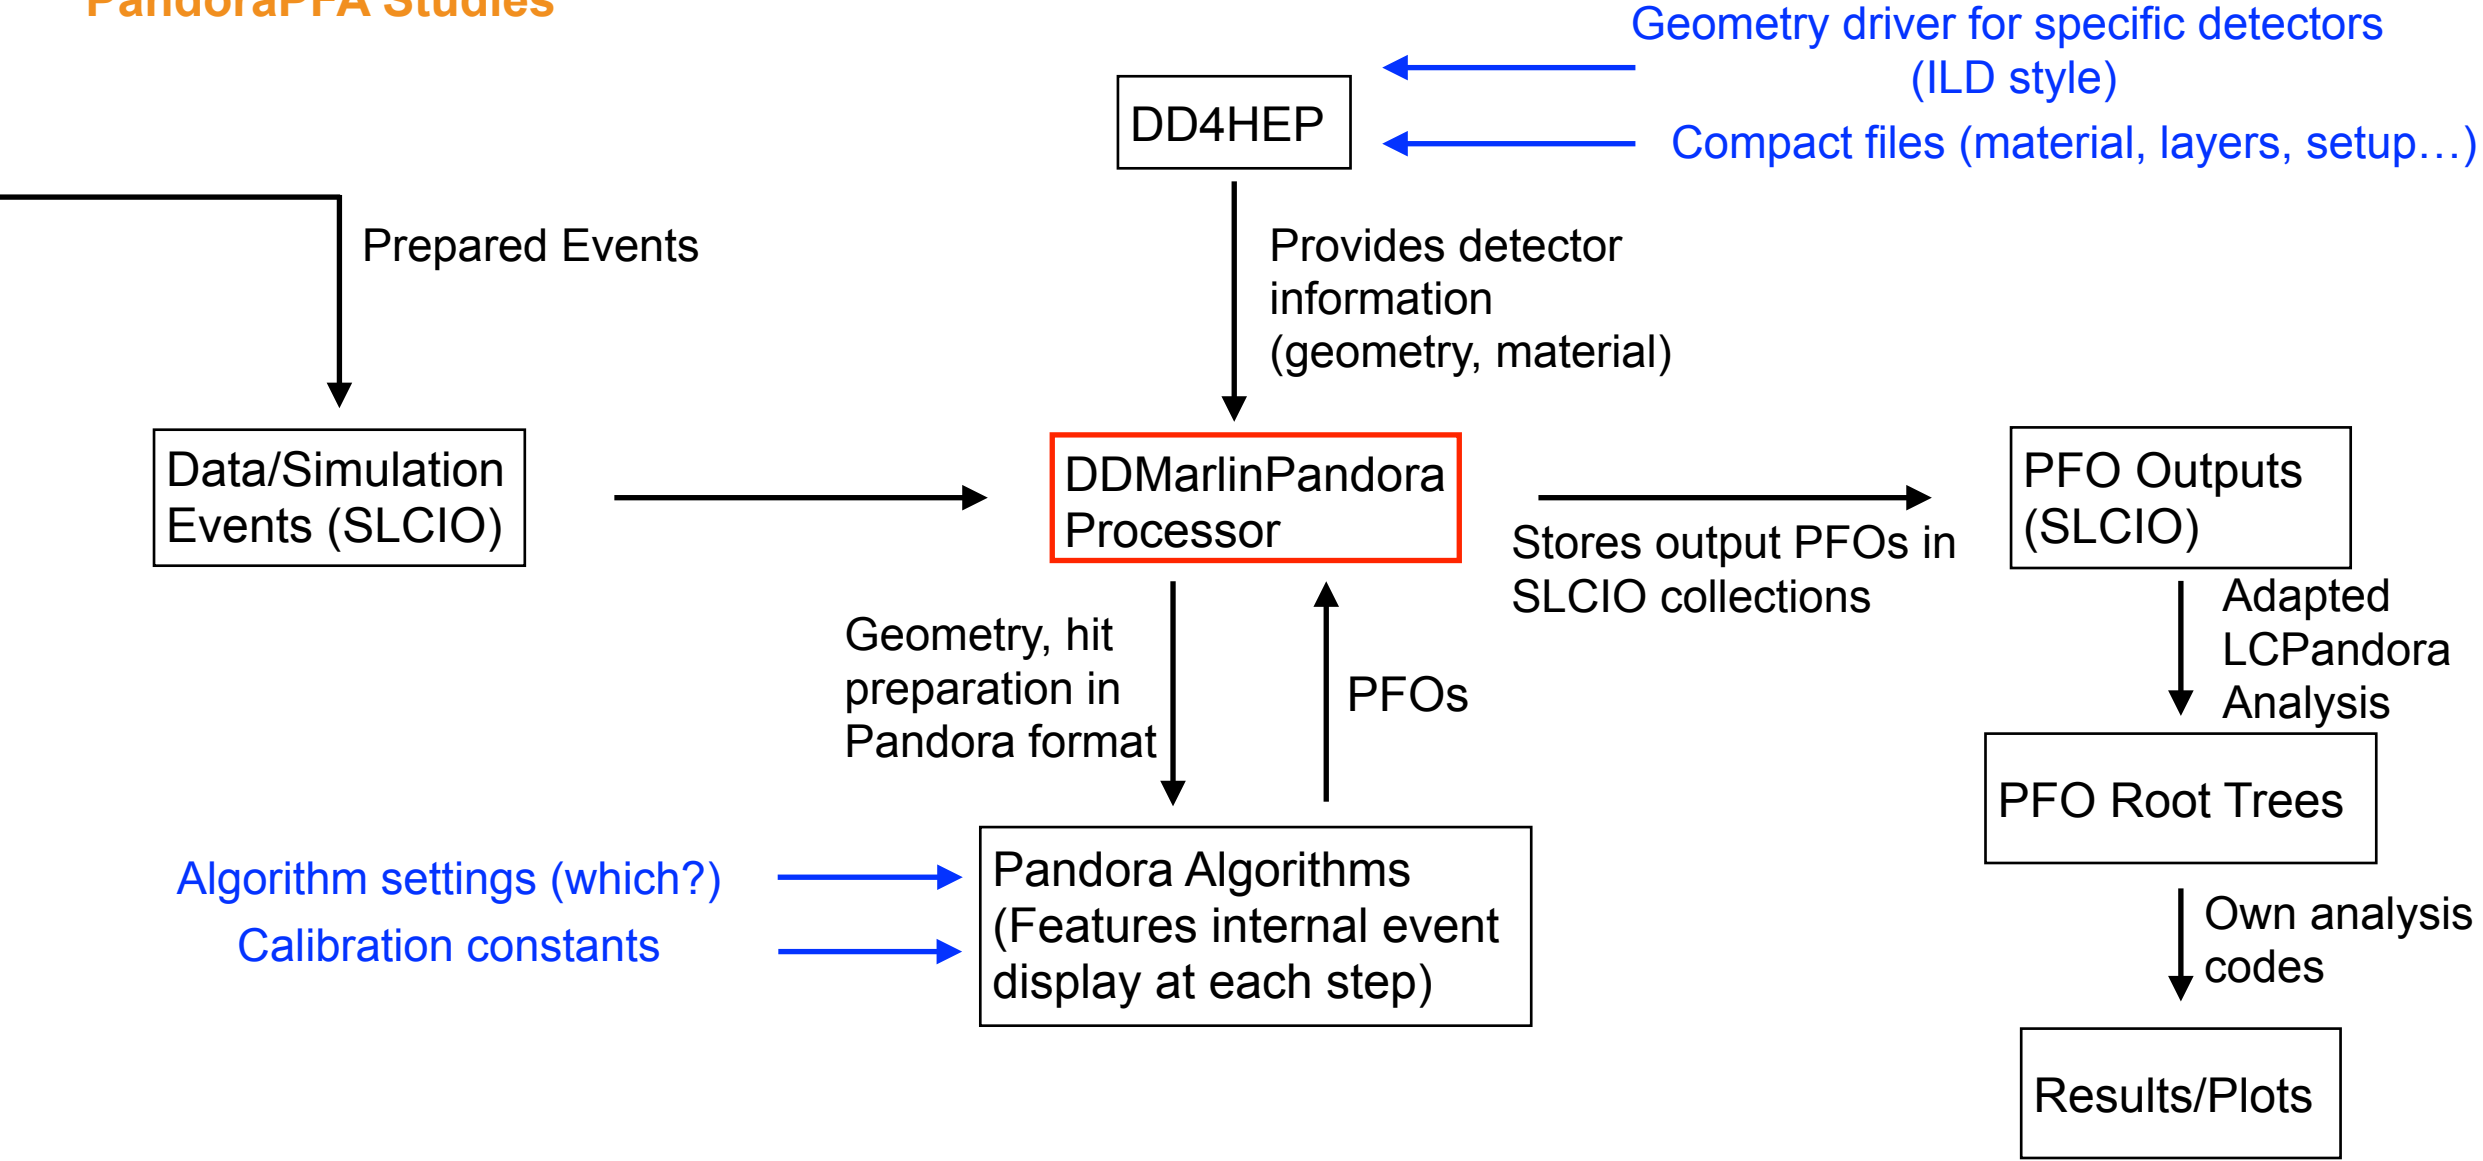 PandoraPFA Studies
Geometry driver for specific detectors
(ILD style)
DD4HEP
Compact files (material, layers, setup…)
Prepared Events
Provides detector
information
(geometry, material)
Data/Simulation
Events (SLCIO)
DDMarlinPandora
Processor
PFO Outputs
(SLCIO)
Stores output PFOs in
SLCIO collections
Geometry, hit
preparation in
Pandora format
PFOs
Adapted
LCPandora
Analysis
PFO Root Trees
Algorithm settings (which?)
Calibration constants
Pandora Algorithms
(Features internal event
display at each step)
Own analysis
codes
Results/Plots